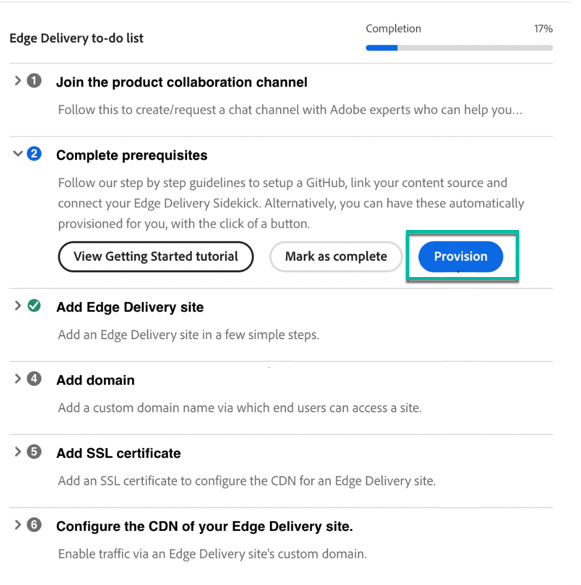 Edge Delivery to-do list
Completion 17%
1 Join the product collaboration channel
Follow this to create/request a chat channel with Adobe experts who can help you...
2 Complete prerequisites
Follow our step by step guidelines to setup a GitHub, link your content source and
connect your Edge Delivery Sidekick. Alternatively, you can have these automatically
provisioned for you, with the click of a button.
View Getting Started tutorial Mark as complete Provision
Add Edge Delivery site
Add an Edge Delivery site in a few simple steps.
4 Add domain
Add a custom domain name via which end users can access a site.
5 Add SSL certificate
Add an SSL certificate to configure the CDN for an Edge Delivery site.
6 Configure the CDN of your Edge Delivery site.
Enable traffic via an Edge Delivery site's custom domain.